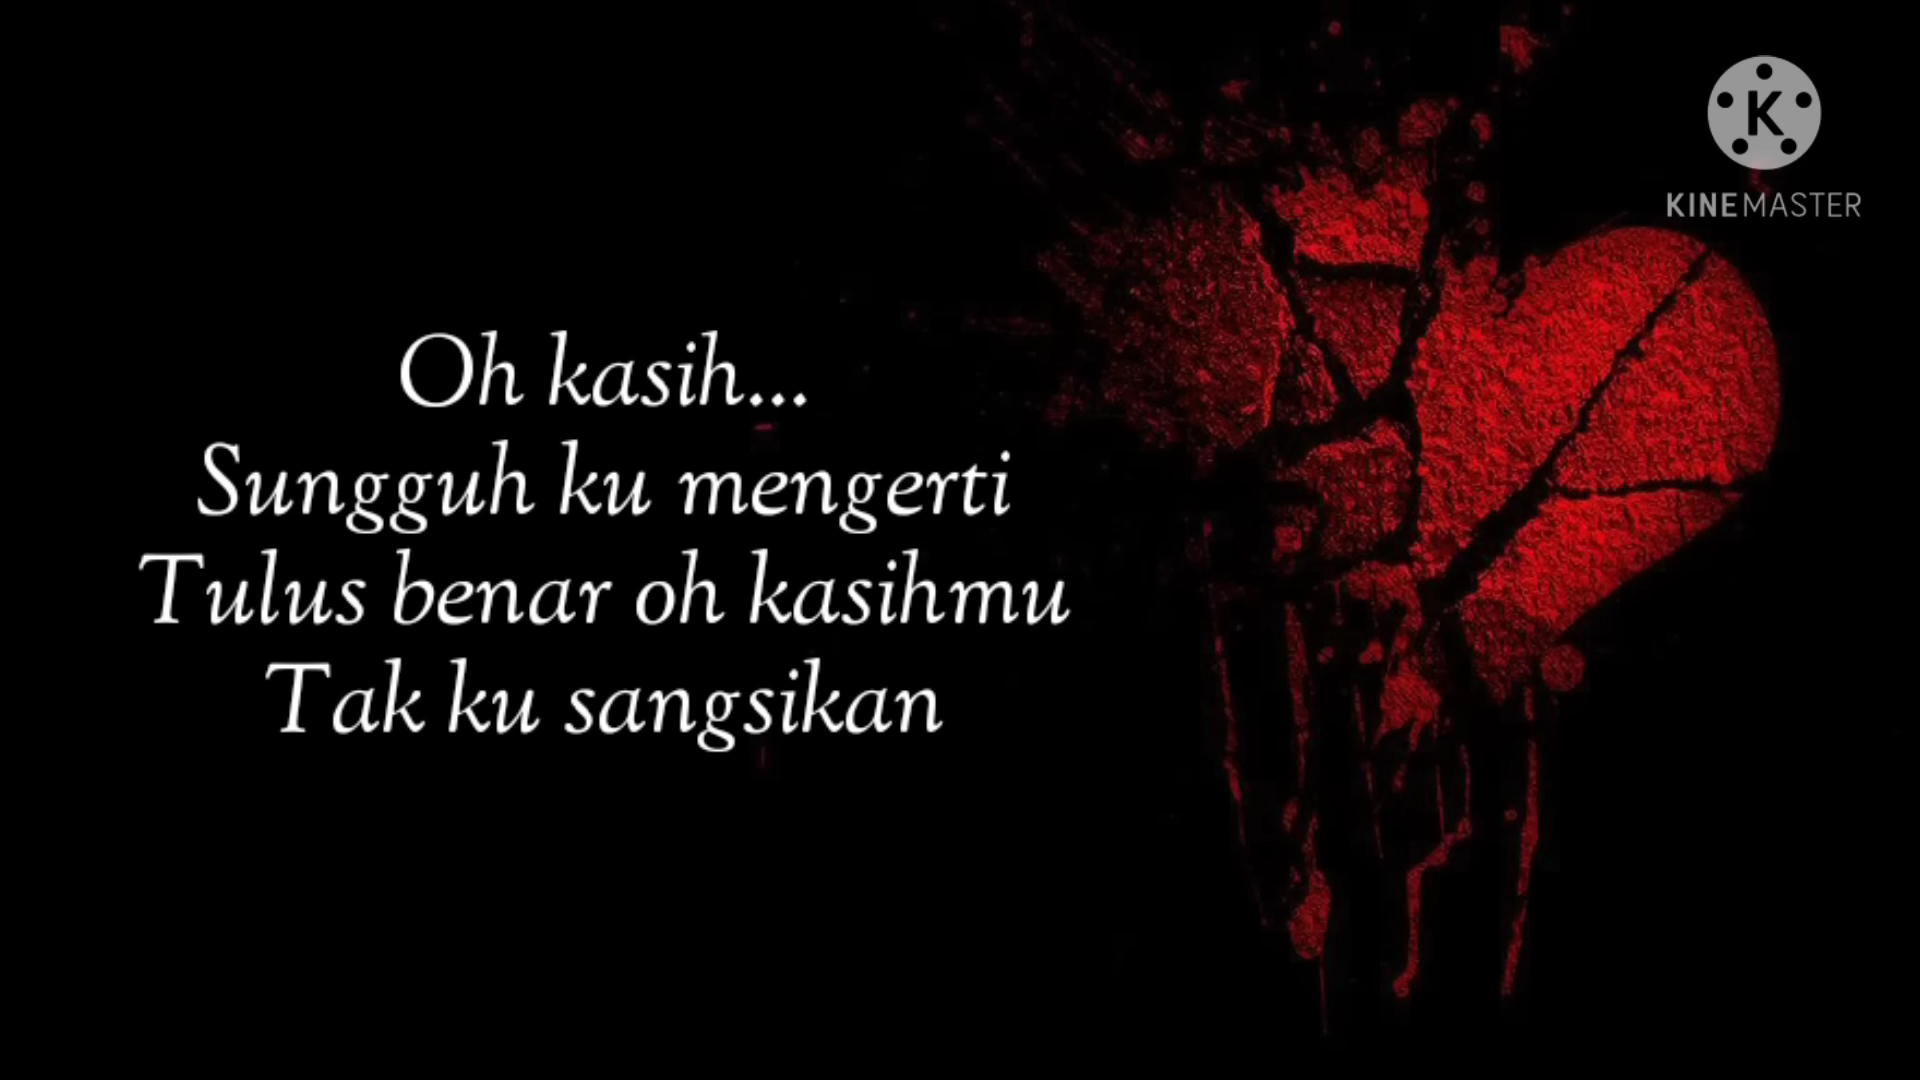 K
KINEMASTER
Oh kasih...
Sungguh ku mengerti
Tulus benar oh kasihmu
Tak ku sangsikan